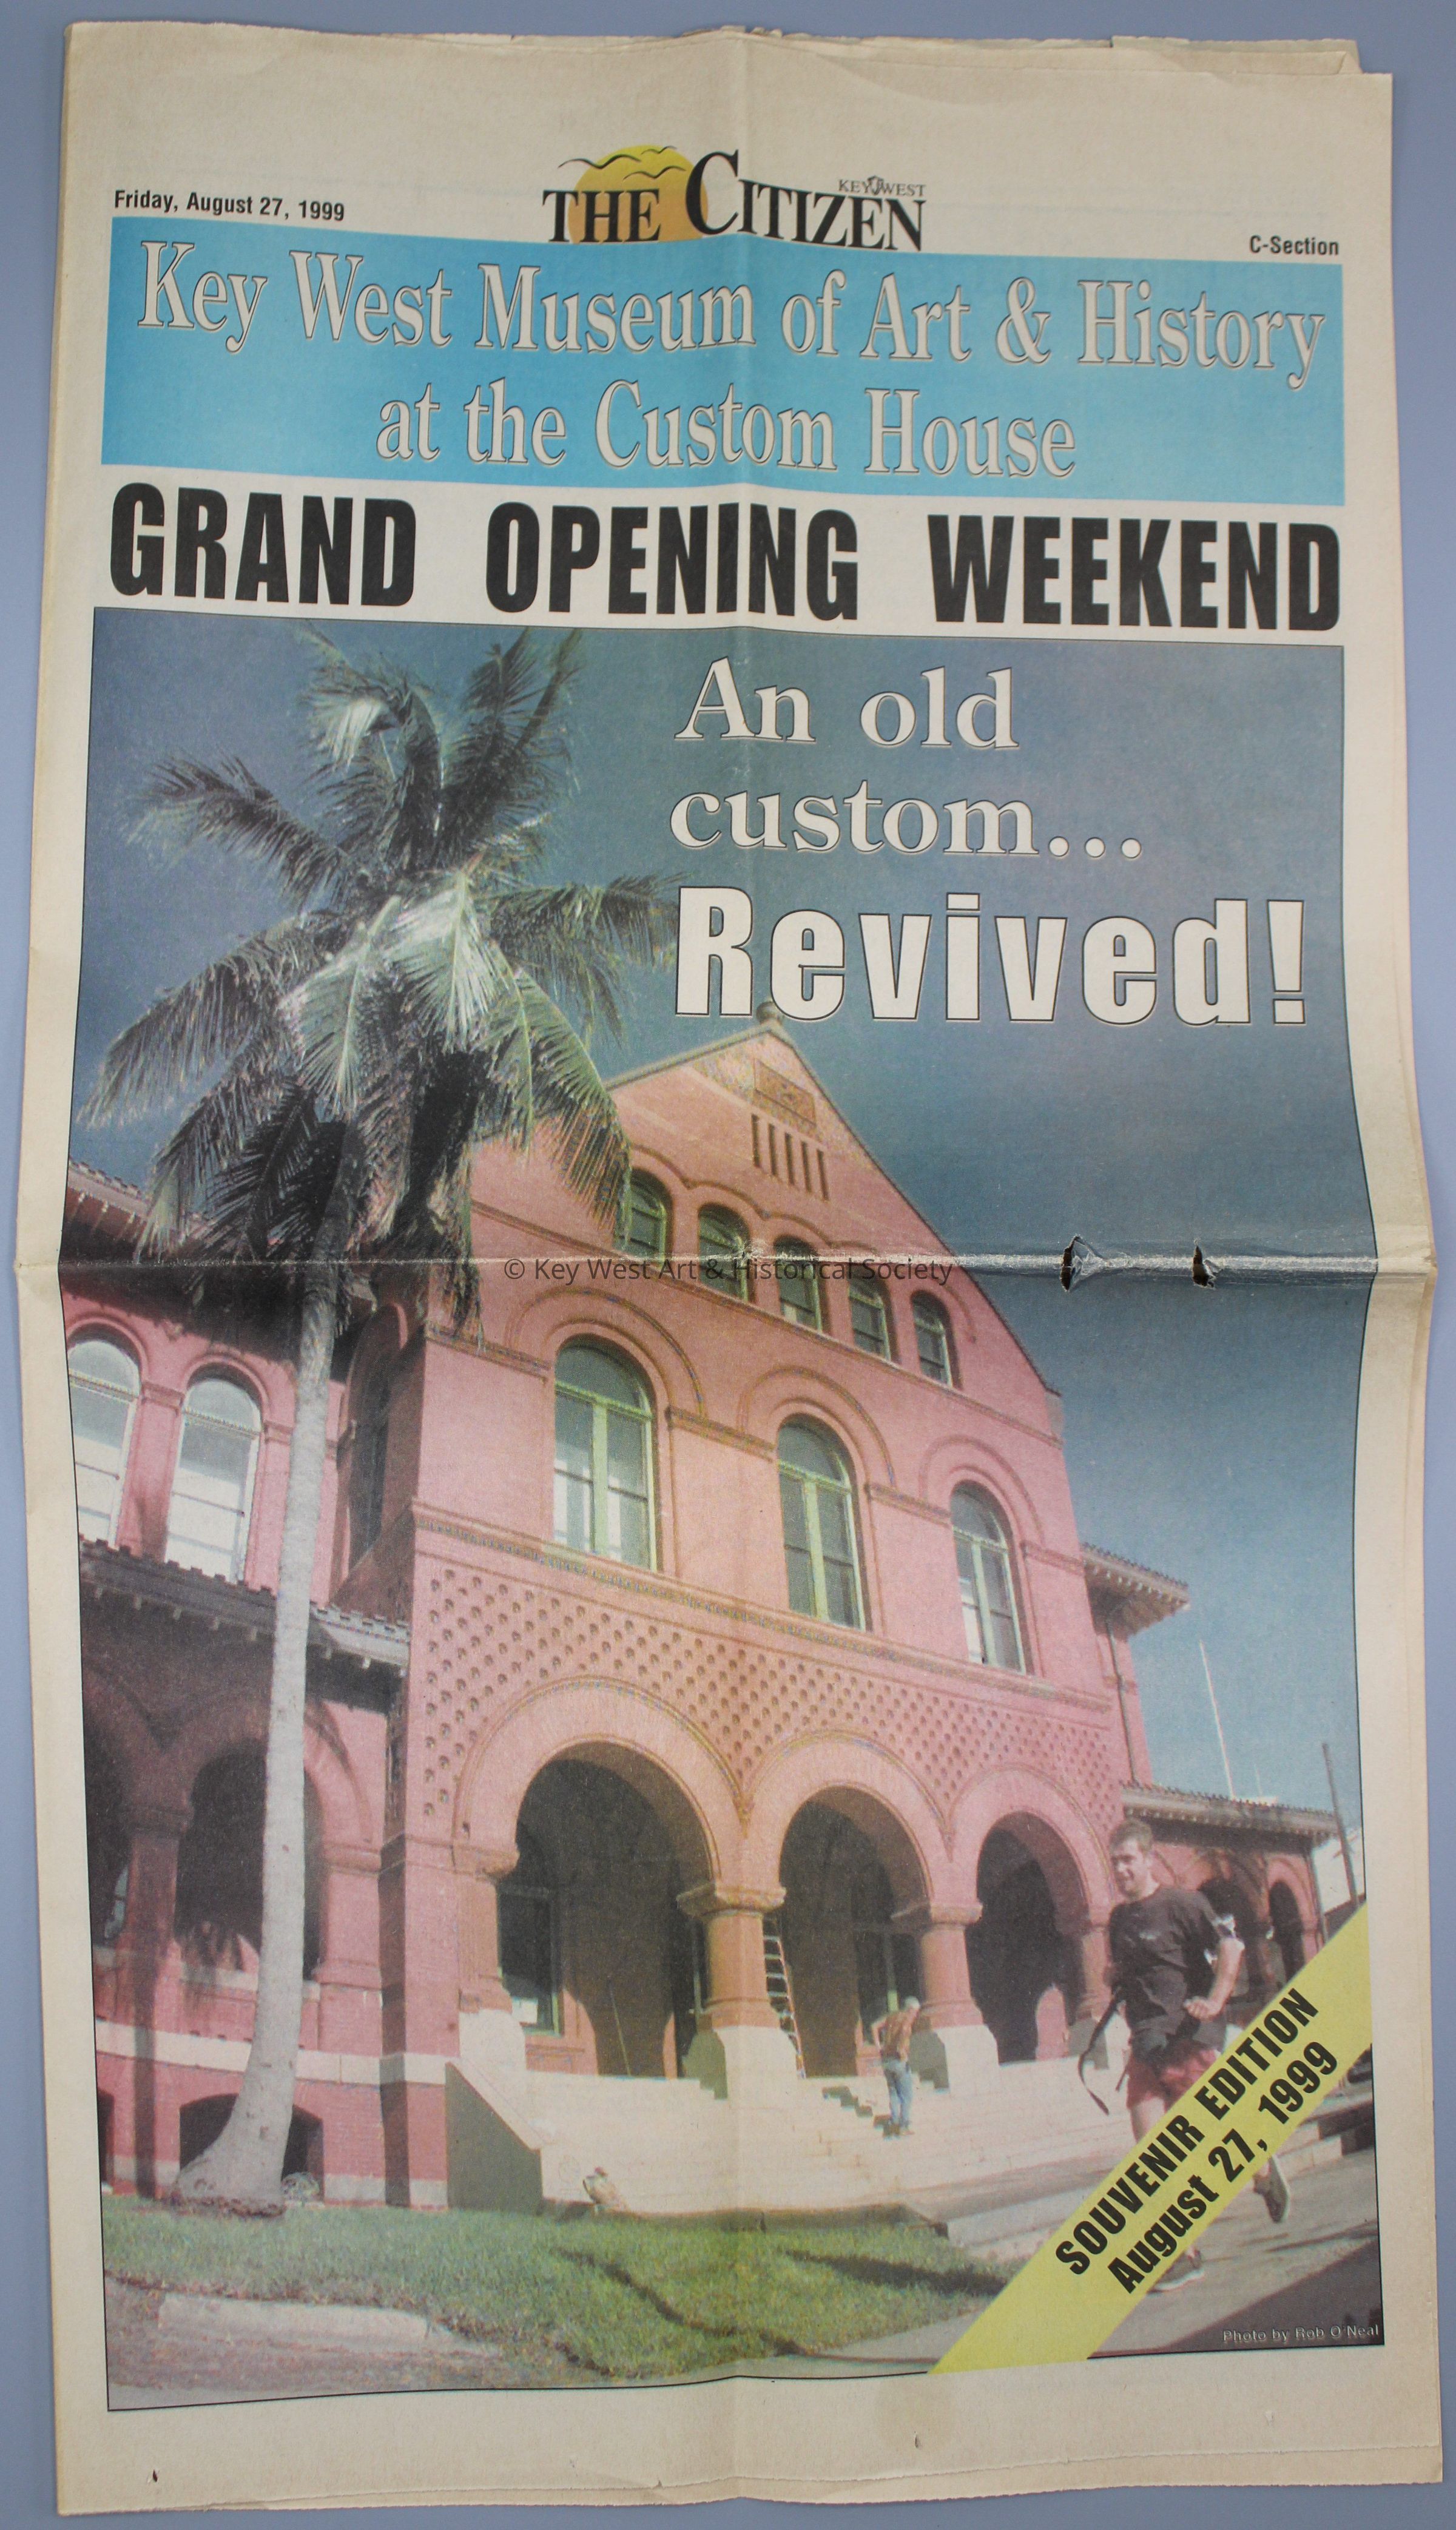 Friday, August 27, 1999
THE CITIZEN
KEY WEST
C-Section
Key West Museum of Art & History
at the Custom House
GRAND OPENING WEEKEND
An old
custom...
Revived!
© Key West Art & Historical Society
SOUVENIR EDITION
August 27, 1999
Photo by Rob O'Neal